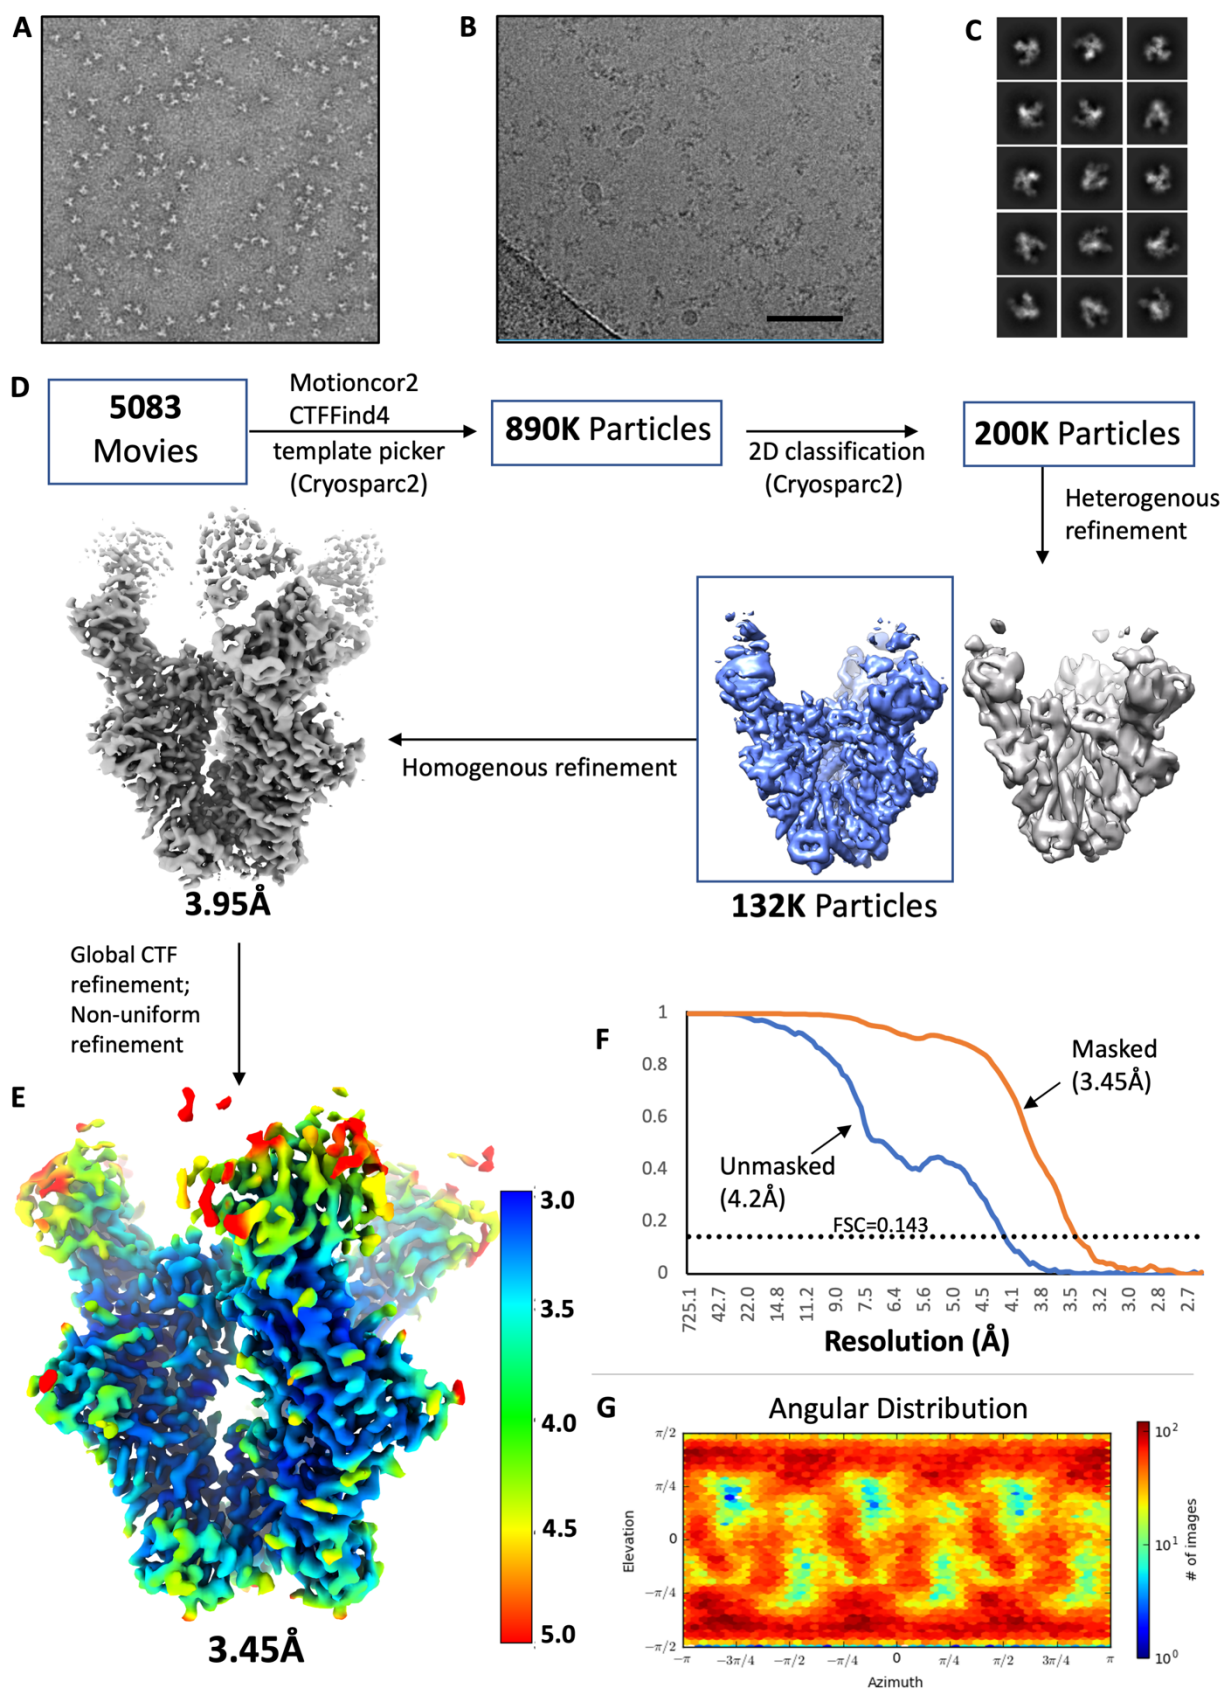 A
B
C
D
5083
Movies
Motioncor2
CTFFind4
template picker
(Cryosparc2)
890K Particles
2D classification
(Cryosparc2)
200K Particles
Heterogenous
refinement
Homogenous refinement
3.95Å
132K Particles
Global CTF
refinement;
Non-uniform
refinement
E
3.0
3.5
4.0
4.5
5.0
3.45Å
F
1
0.8
0.6
0.4
0.2
0
Masked
(3.45Å)
Unmasked
(4.2Å)
FSC=0.143
725.1
42.7
22.0
14.8
11.2
9.0
7.5
6.4
5.6
5.0
4.5
4.1
3.8
3.5
3.2
3.0
2.8
2.7
Resolution (Å)
G
Angular Distribution
π/2
π/4
0
−π/4
−π/2
Elevation
−π
−3π/4
−π/2
−π/4
0
π/4
π/2
3π/4
π
Azimuth
10²
10¹
10⁰
# of images